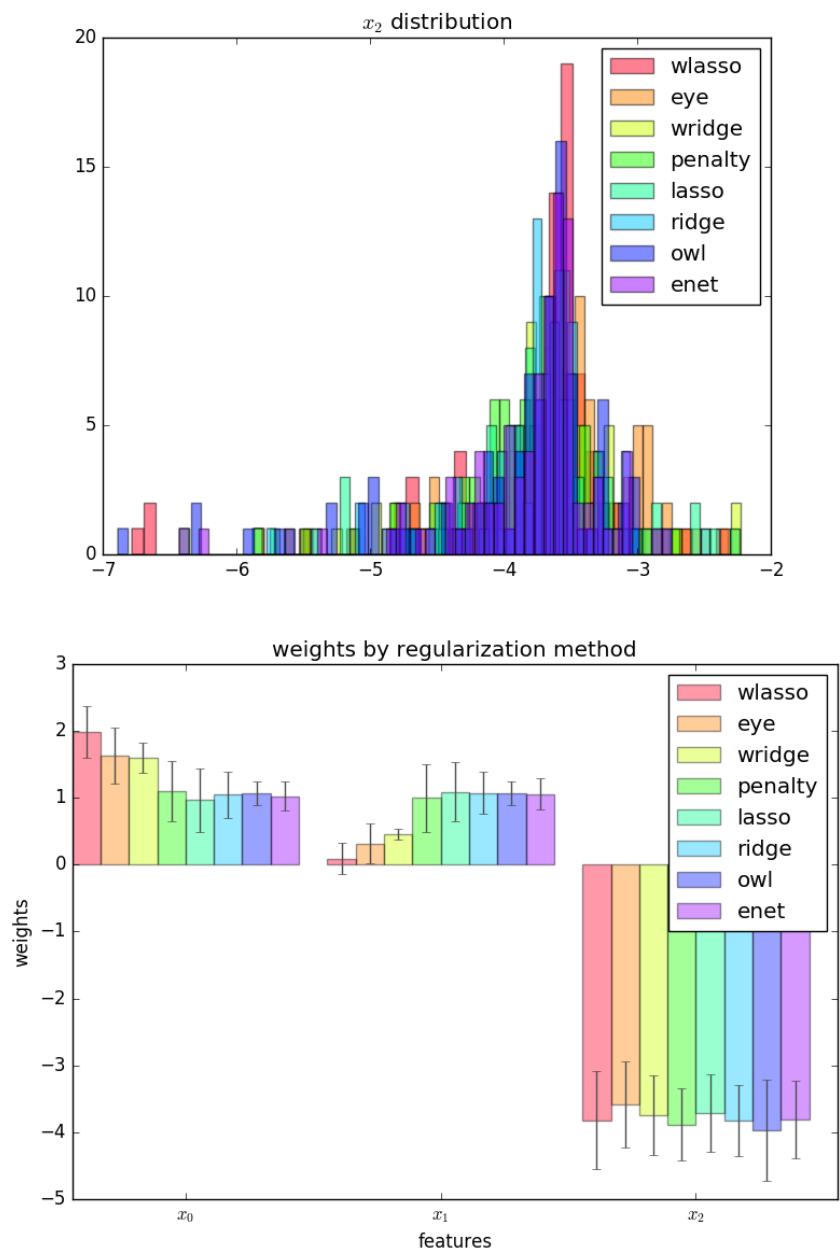 x₂ distribution
20
15
10
5
0
−7 −6 −5 −4 −3 −2
wlasso
eye
wridge
penalty
lasso
ridge
owl
enet
weights by regularization method
3
2
1
0
−1
−2
−3
−4
−5
weights
wlasso
eye
wridge
penalty
lasso
ridge
owl
enet
x₀ x₁ x₂
features